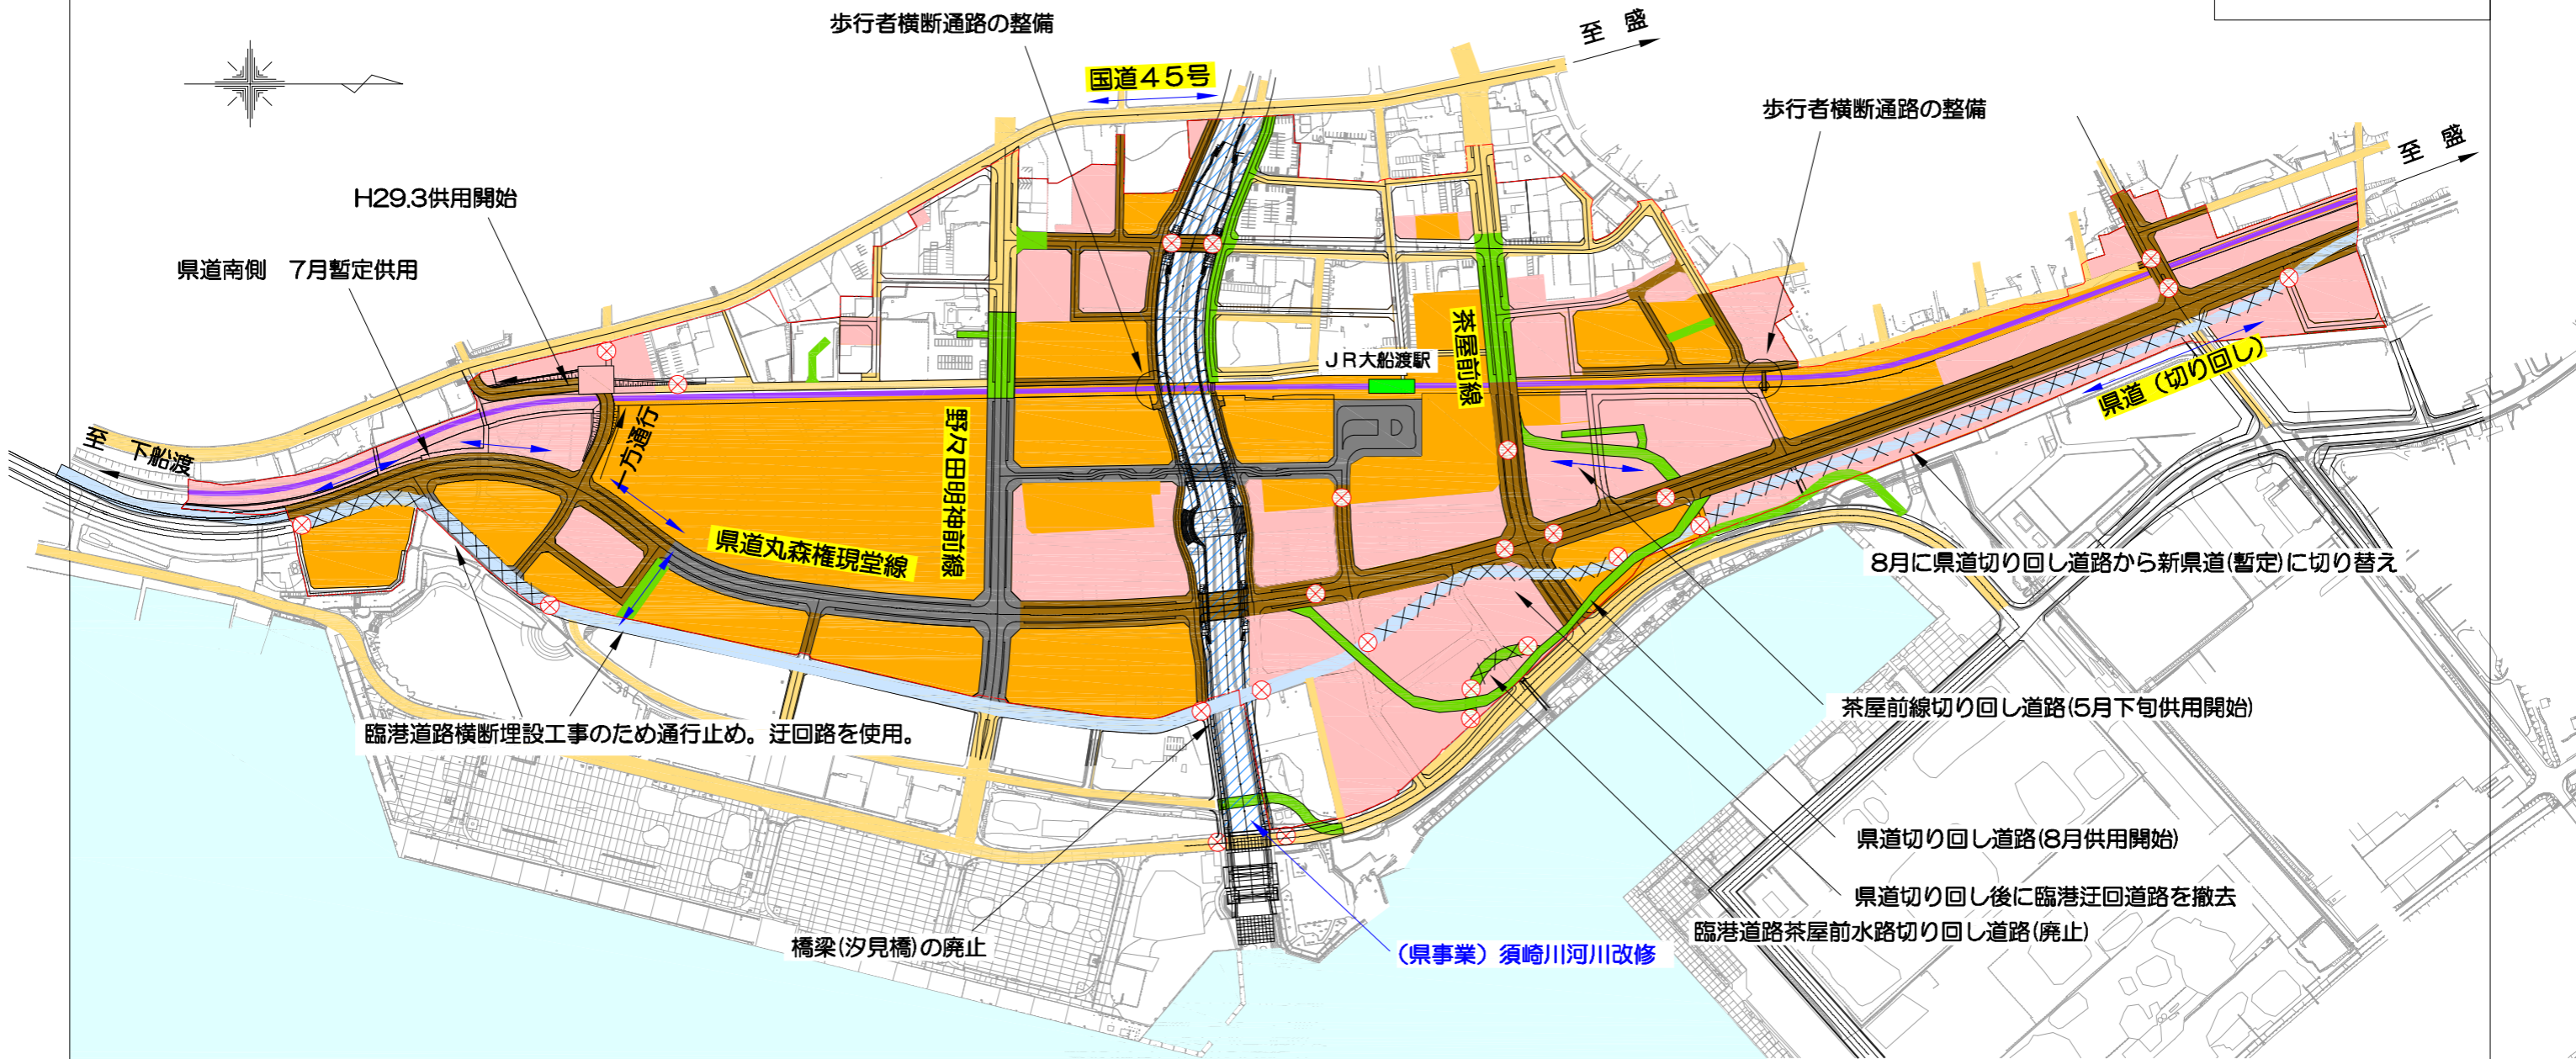 歩行者横断通路の整備
至　盛
国道45号
歩行者横断通路の整備
至　盛
H29.3供用開始
県道南側　7月暫定供用
茶屋前線
JR大船渡駅
県道（切り回し）
至　下船渡
一方通行
野々田明神前線
県道丸森権現堂線
8月に県道切り回し道路から新県道(暫定)に切り替え
茶屋前線切り回し道路(5月下旬供用開始)
臨港道路横断埋設工事のため通行止め。迂回路を使用。
県道切り回し道路(8月供用開始)
県道切り回し後に臨港迂回道路を撤去
臨港道路茶屋前水路切り回し道路(廃止)
橋梁(汐見橋)の廃止
（県事業）須崎川河川改修